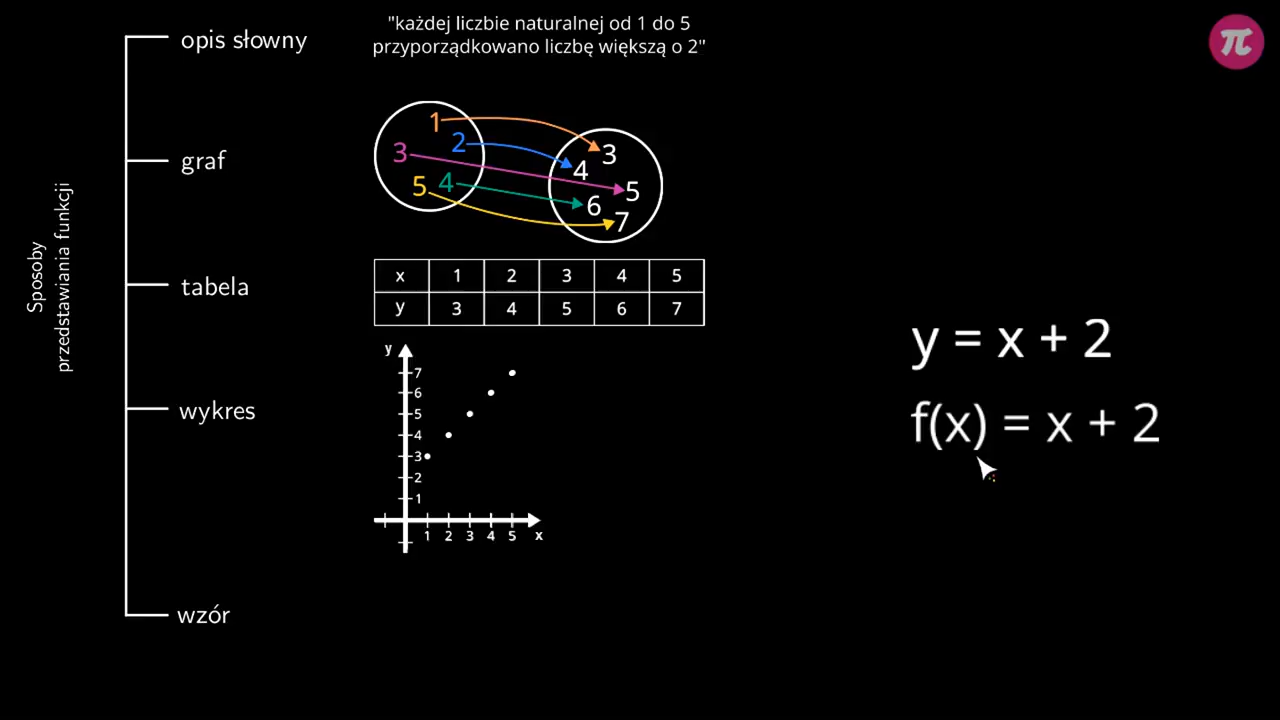 Sposoby
przedstawiania funkcji
opis słowny
"każdej liczbie naturalnej od 1 do 5
przyporządkowano liczbę większą o 2"
graf
1
2
3
4
5
3
4
5
6
7
tabela
x 1 2 3 4 5
y 3 4 5 6 7
wykres
y
7
6
5
4
3
2
1
1 2 3 4 5 x
wzór
y = x + 2
f(x) = x + 2
π